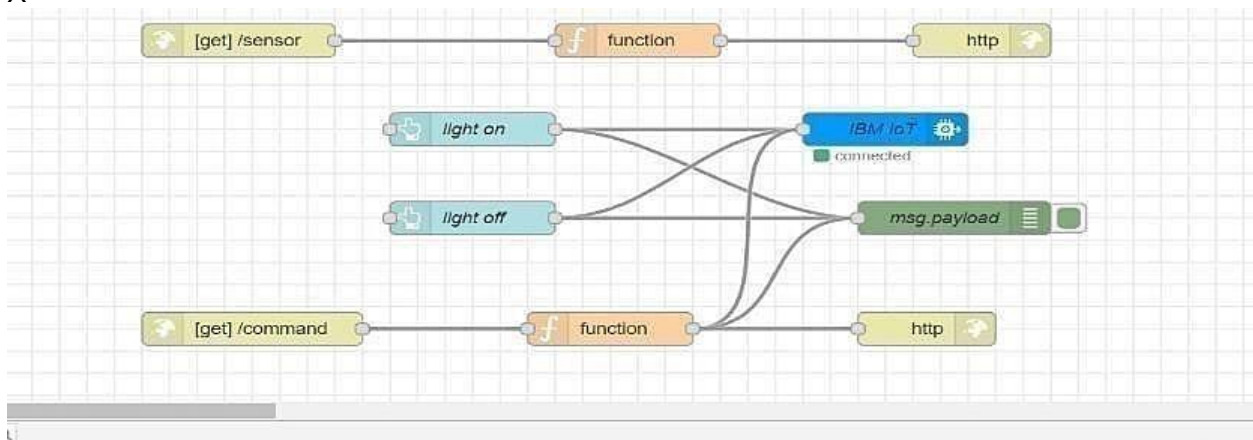 [get] /sensor function http
light on IBM IoT
connected
light off msg.payload
[get] /command function http